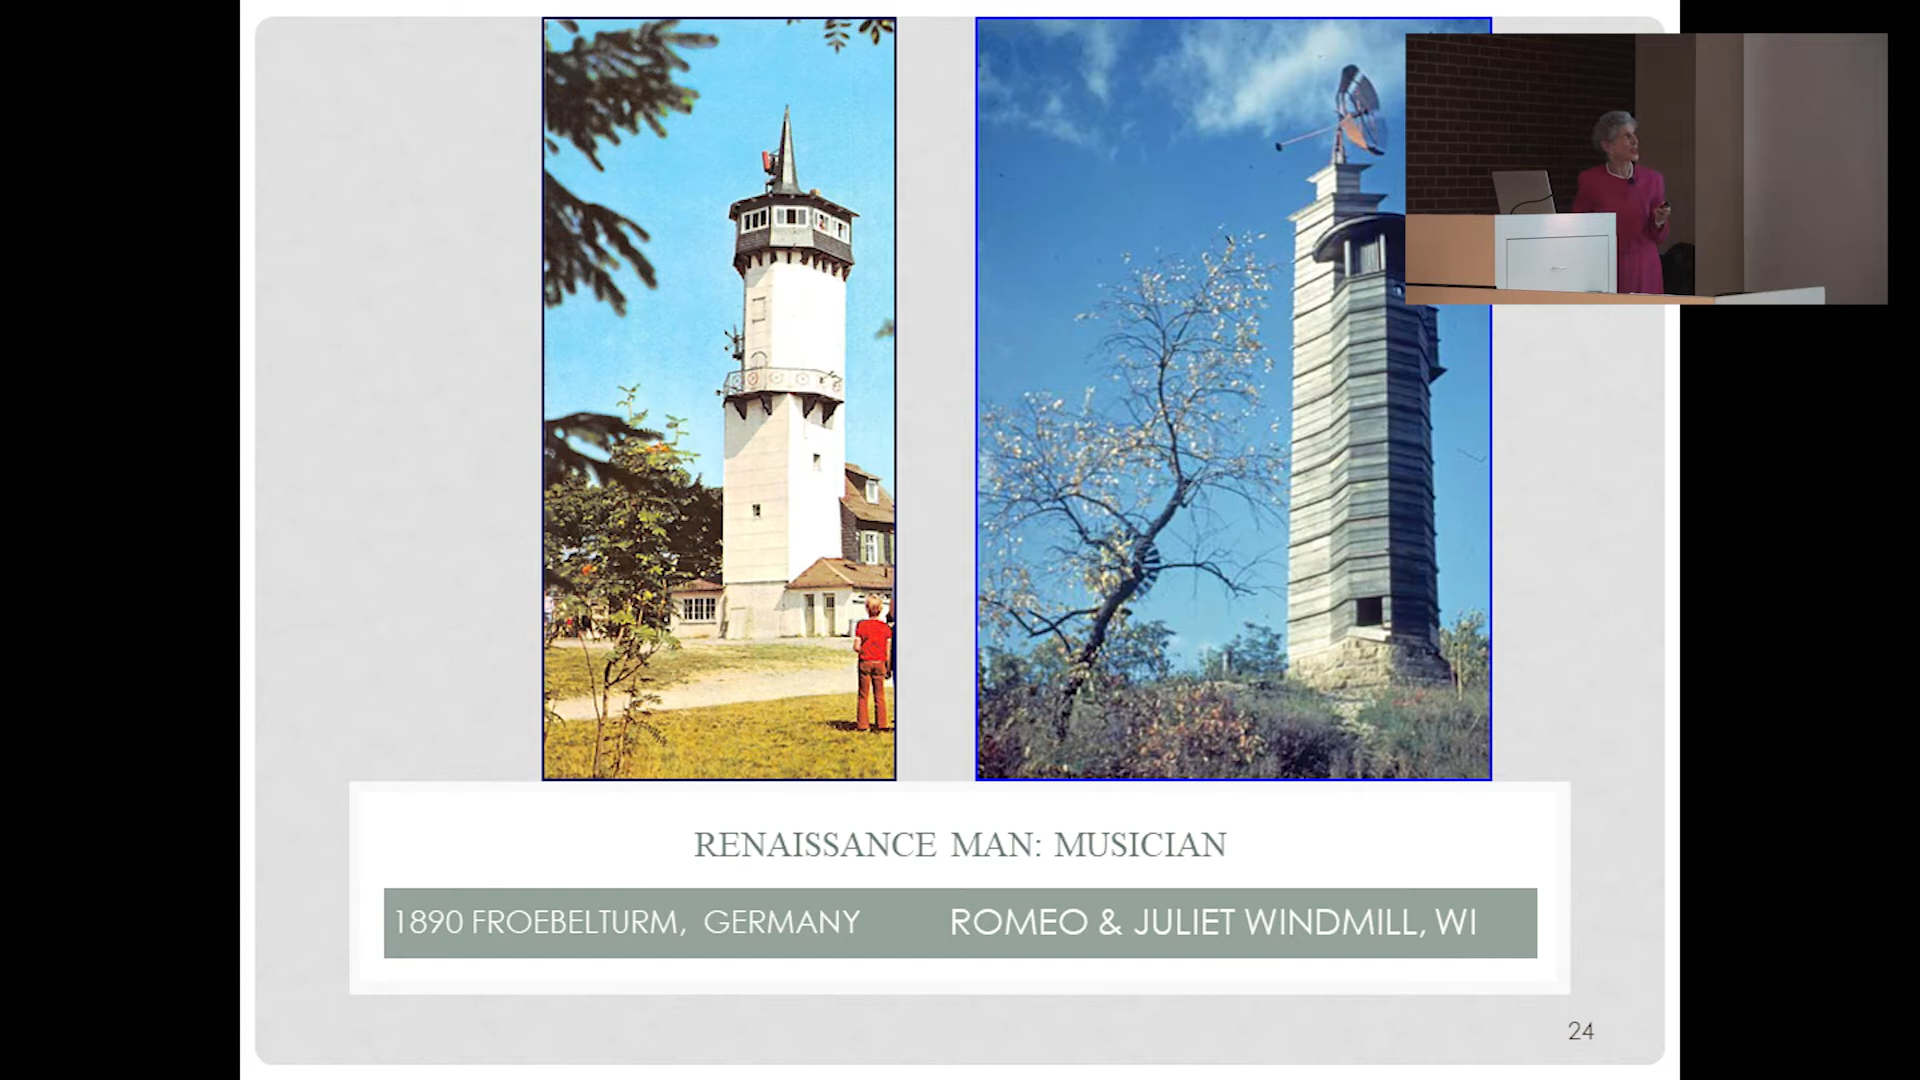 RENAISSANCE MAN: MUSICIAN
1890 FROEBELTURM, GERMANY
ROMEO & JULIET WINDMILL, WI
24